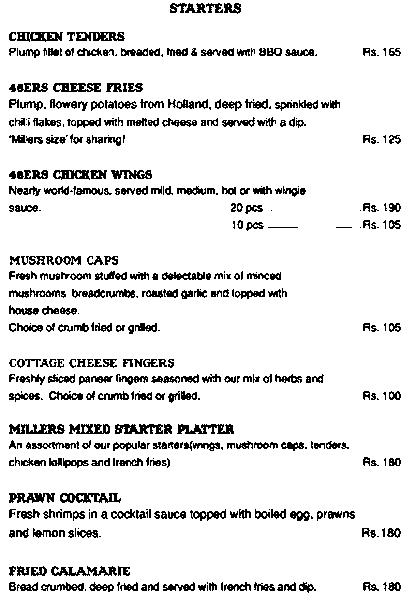 STARTERS
CHICKEN TENDERS
Plump fillet of chicken, breaded, fried & served with BBQ sauce. Rs. 165
46ERS CHEESE FRIES
Plump, flowery potatoes from Holland, deep fried, sprinkled with
chilli flakes, topped with melted cheese and served with a dip.
'Millers size' for sharing! Rs. 125
46ERS CHICKEN WINGS
Nearly world-famous, served mild, medium, hot or with wingie
sauce. 20 pcs Rs. 190
10 pcs Rs. 105
MUSHROOM CAPS
Fresh mushroom stuffed with a delectable mix of minced
mushrooms breadcrumbs, roasted garlic and topped with
house cheese.
Choice of crumb fried or grilled. Rs. 105
COTTAGE CHEESE FINGERS
Freshly sliced paneer fingers seasoned with our mix of herbs and
spices. Choice of crumb fried or grilled. Rs. 100
MILLERS MIXED STARTER PLATTER
An assortment of our popular starters(wings, mushroom caps, tenders,
chicken lollipops and french fries) Rs. 180
PRAWN COCKTAIL
Fresh shrimps in a cocktail sauce topped with boiled egg, prawns
and lemon slices. Rs. 180
FRIED CALAMARIE
Bread crumbed, deep fried and served with french fries and dip. Rs. 180